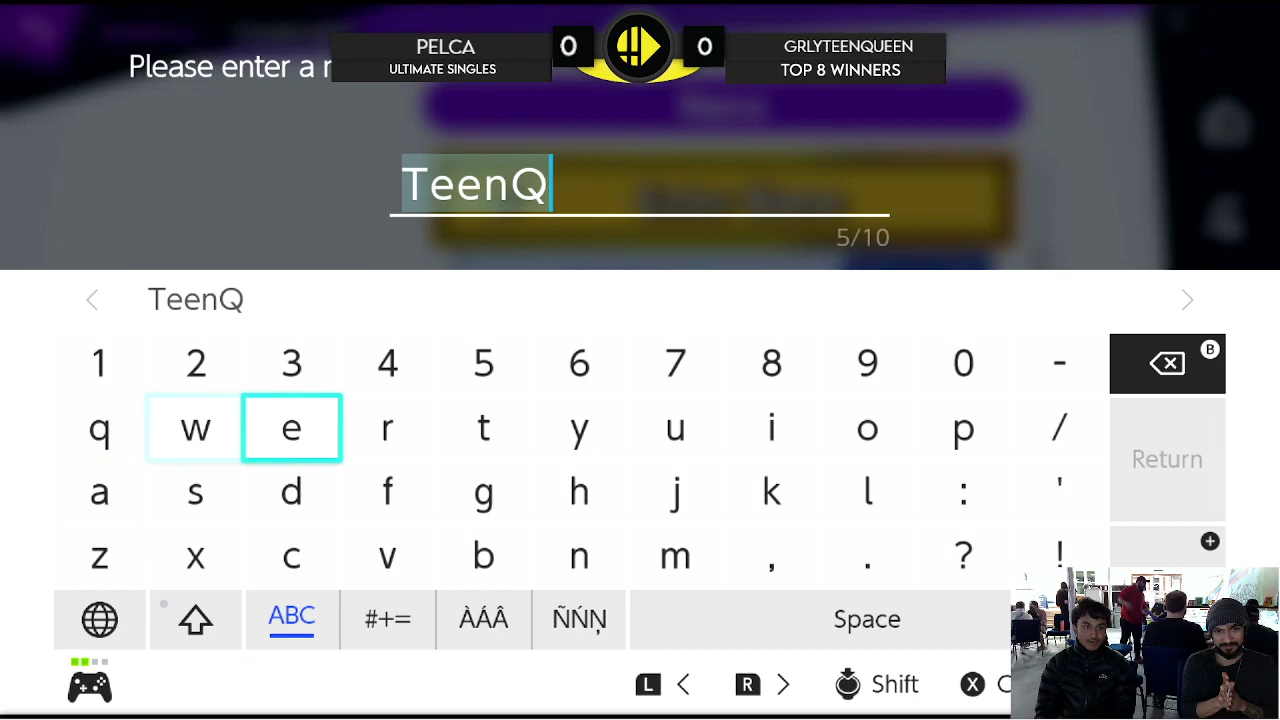 Please enter a
PELCA
ULTIMATE SINGLES
0
0
GRLYTEENQUEEN
TOP 8 WINNERS
TeenQ
5/10
TeenQ
1 2 3 4 5 6 7 8 9 0 -
B
q w e r t y u i o p /
Return
a s d f g h j k l : '
z x c v b n m , . ? !
ABC #+= ÀÁÂ ÑŃŅ Space
L R Shift X